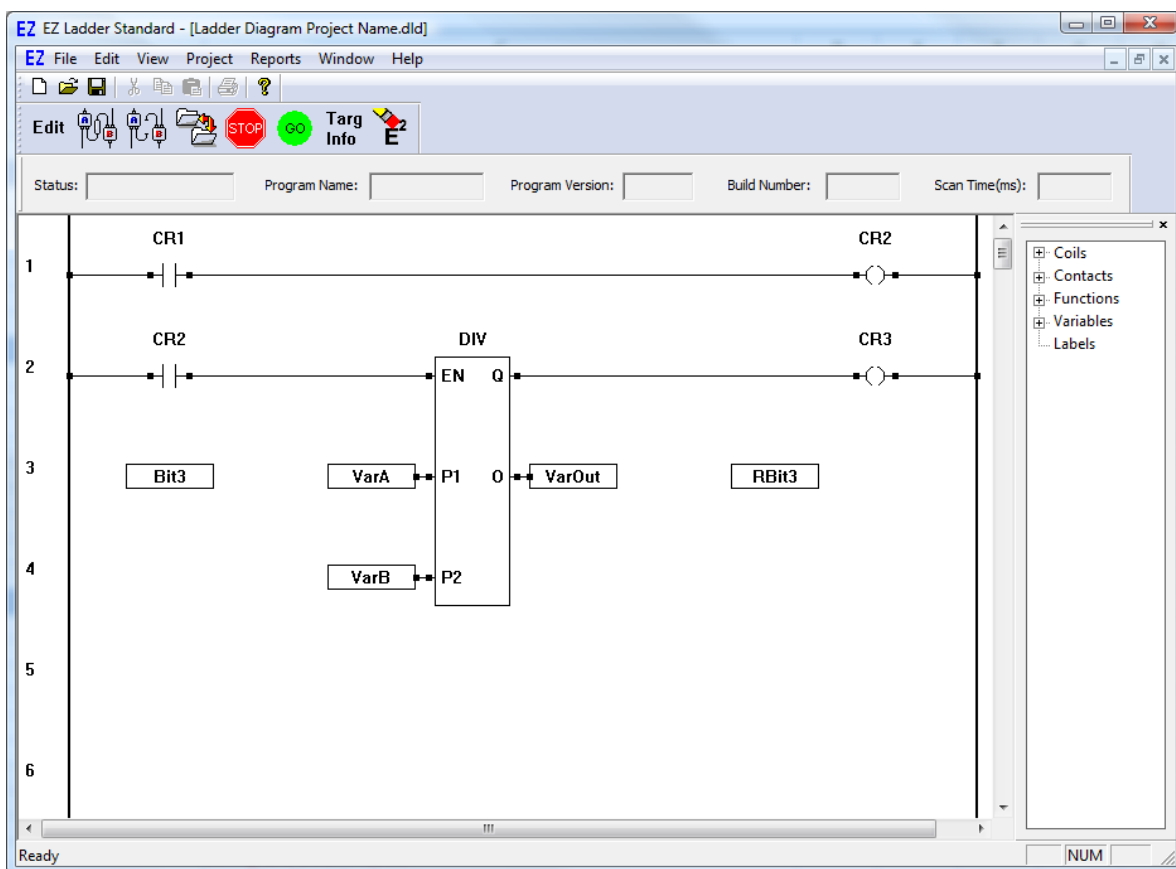 EZ EZ Ladder Standard - [Ladder Diagram Project Name.dld]
EZ File Edit View Project Reports Window Help
Edit A B A B STOP GO Targ Info E2
Status: Program Name: Program Version: Build Number: Scan Time(ms):
CR1 CR2
1
Coils
Contacts
Functions
Variables
Labels
CR2 DIV CR3
2 EN Q
3 Bit3 VarA P1 O VarOut RBit3
4 VarB P2
5
6
Ready NUM